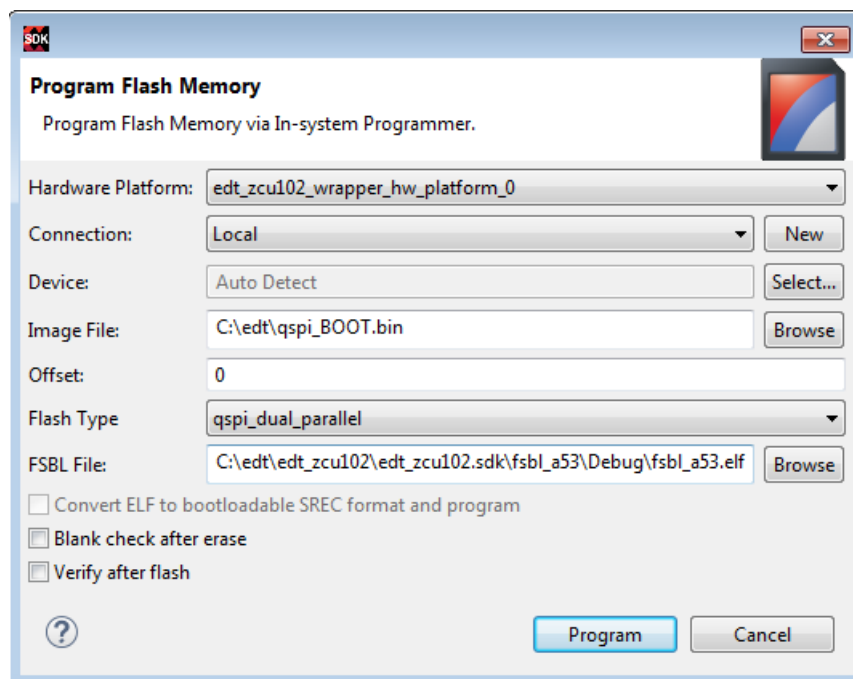 SDK
Program Flash Memory
Program Flash Memory via In-system Programmer.
Hardware Platform: edt_zcu102_wrapper_hw_platform_0
Connection: Local New
Device: Auto Detect Select...
Image File: C:\edt\qspi_BOOT.bin Browse
Offset: 0
Flash Type qspi_dual_parallel
FSBL File: C:\edt\edt_zcu102\edt_zcu102.sdk\fsbl_a53\Debug\fsbl_a53.elf Browse
Convert ELF to bootloadable SREC format and program
Blank check after erase
Verify after flash
? Program Cancel